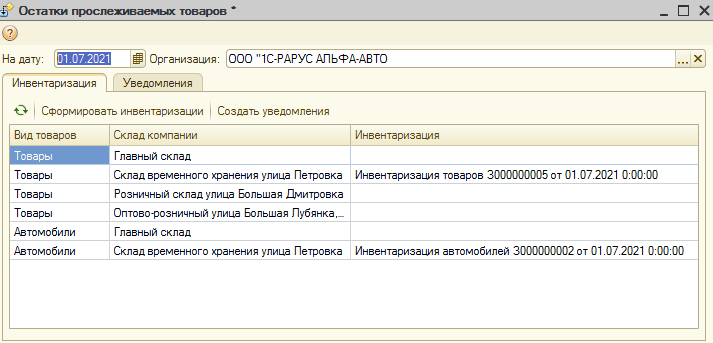 Остатки прослеживаемых товаров *
На дату: 01.07.2021 Организация: ООО "1С-РАРУС АЛЬФА-АВТО ...
Инвентаризация Уведомления
Сформировать инвентаризации Создать уведомления
Вид товаров Склад компании Инвентаризация
Товары Главный склад
Товары Склад временного хранения улица Петровка Инвентаризация товаров З000000005 от 01.07.2021 0:00:00
Товары Розничный склад улица Большая Дмитровка
Товары Оптово-розничный улица Большая Лубянка,...
Автомобили Главный склад
Автомобили Склад временного хранения улица Петровка Инвентаризация автомобилей З000000002 от 01.07.2021 0:00:00